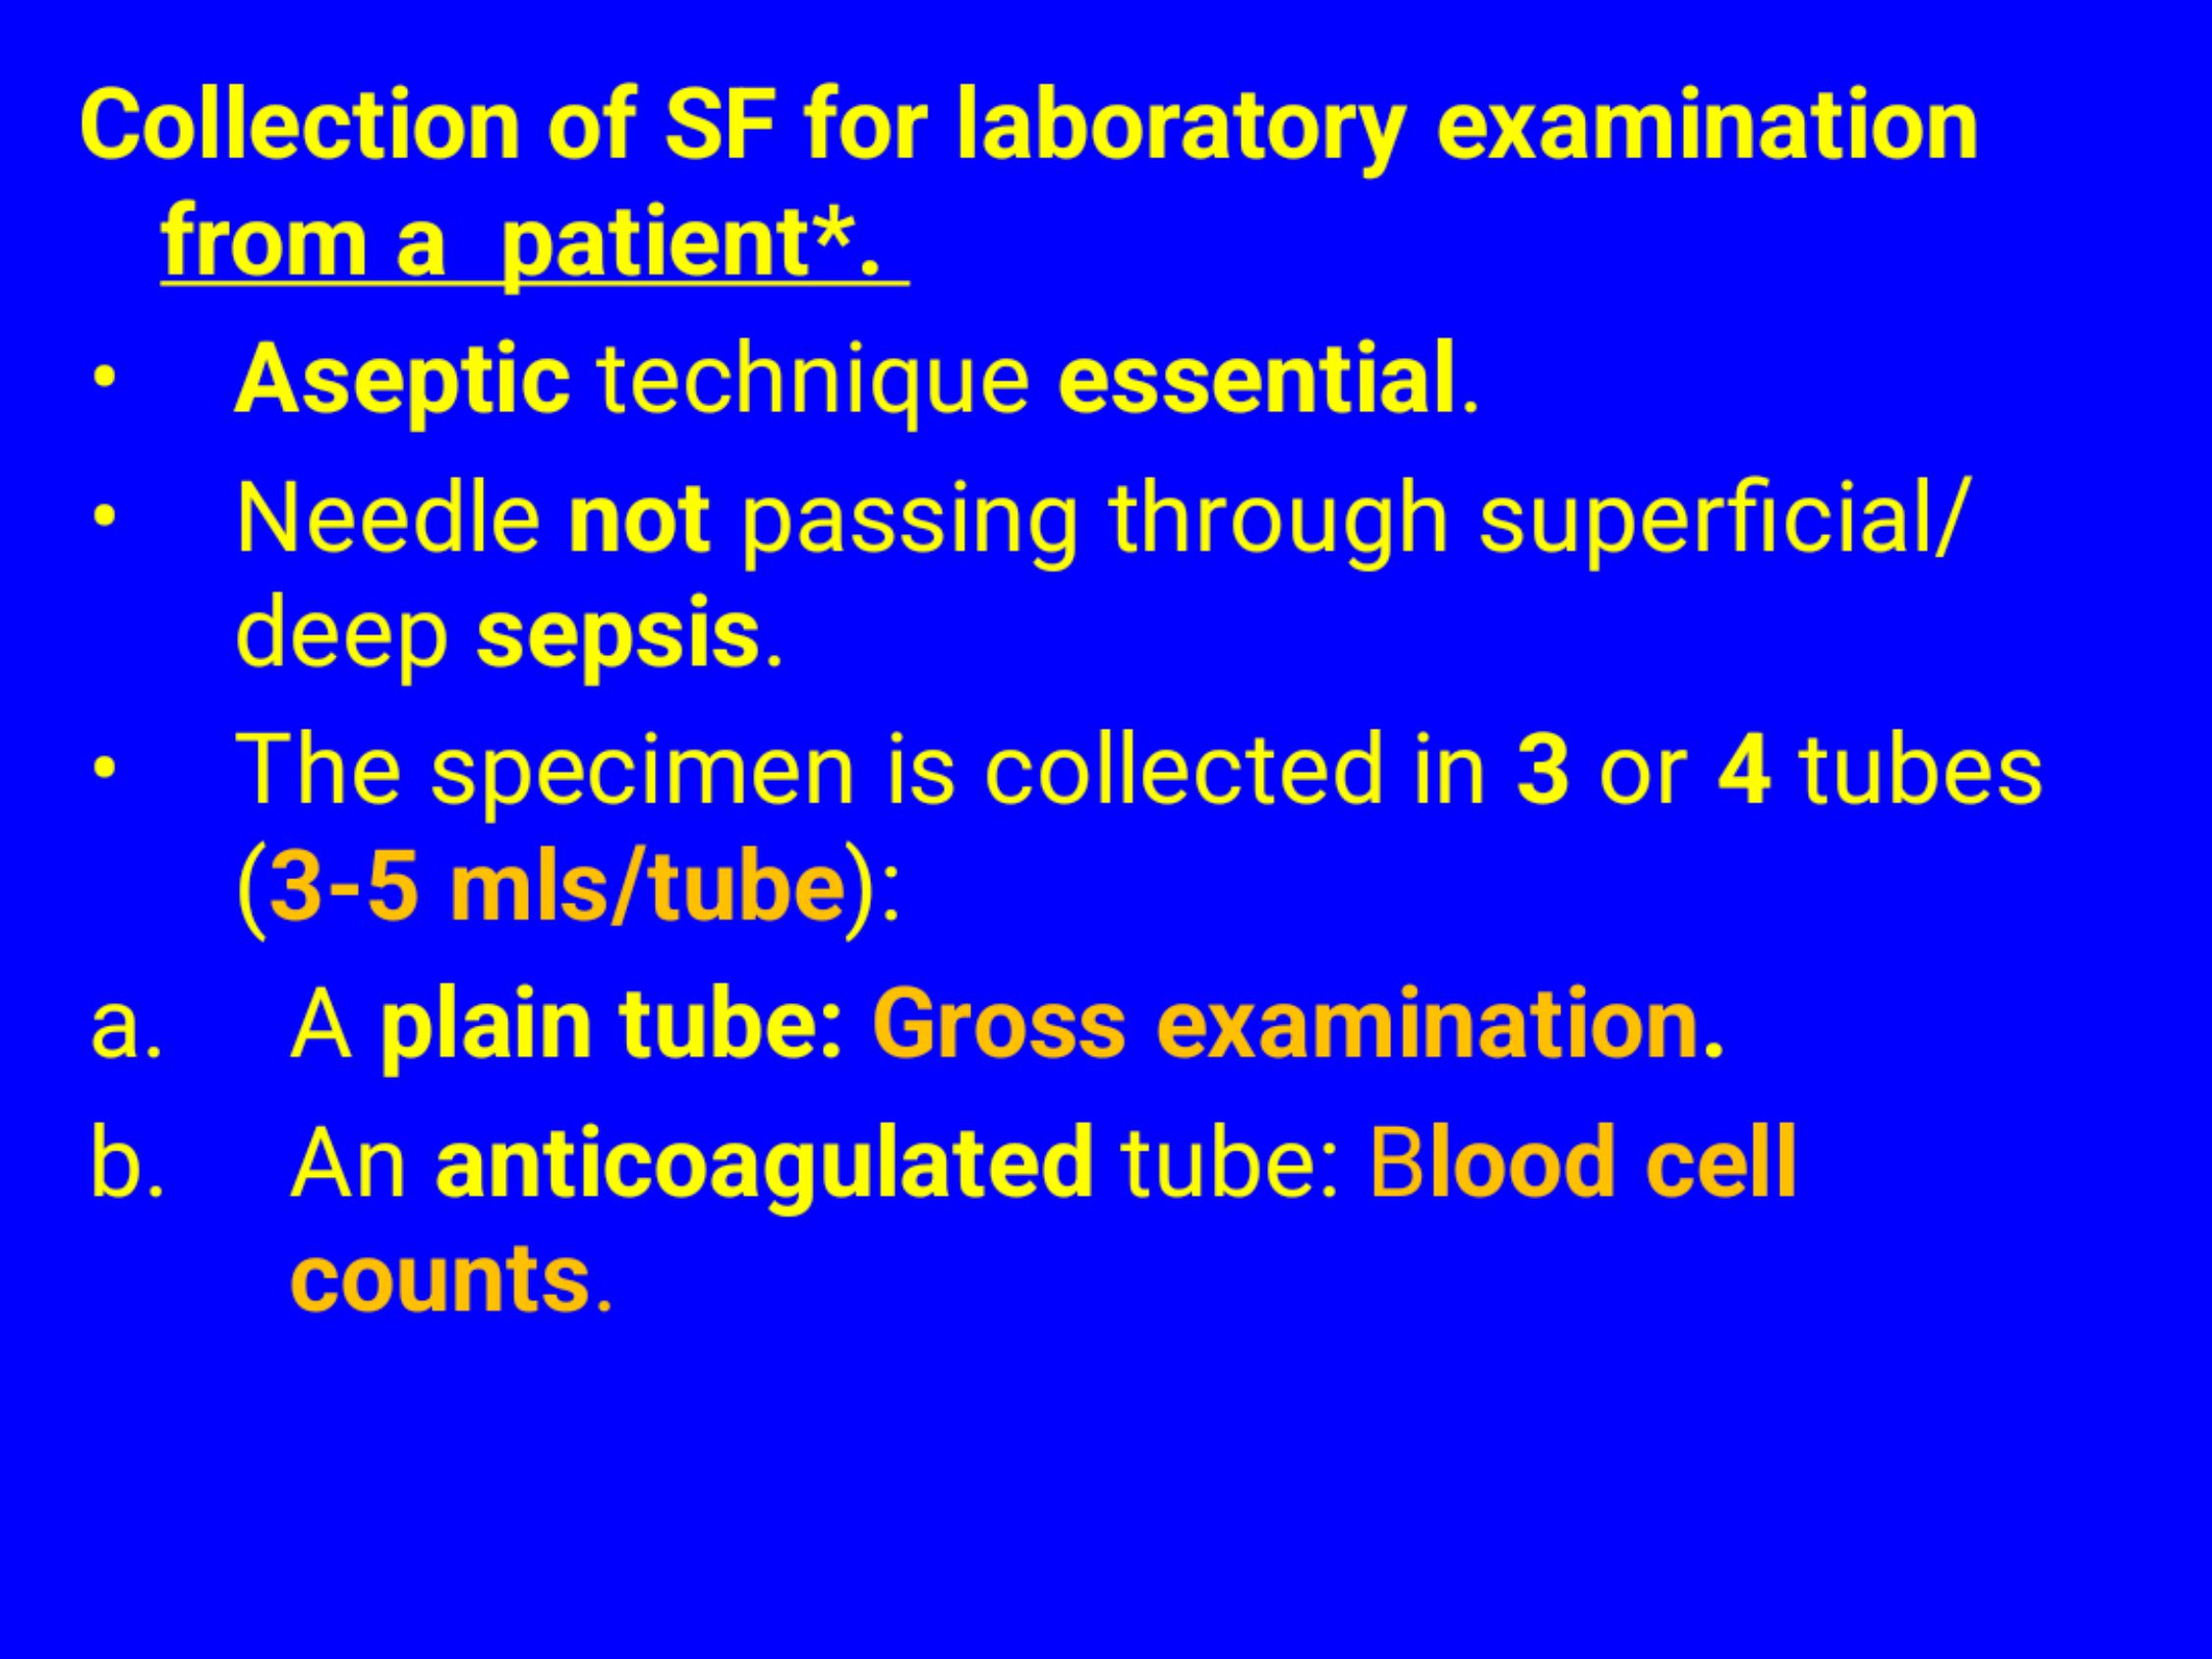 Collection of SF for laboratory examination
from a  patient*.
• Aseptic technique essential.
• Needle not passing through superficial/
deep sepsis.
• The specimen is collected in 3 or 4 tubes
(3-5 mls/tube):
a. A plain tube: Gross examination.
b. An anticoagulated tube: Blood cell
counts.